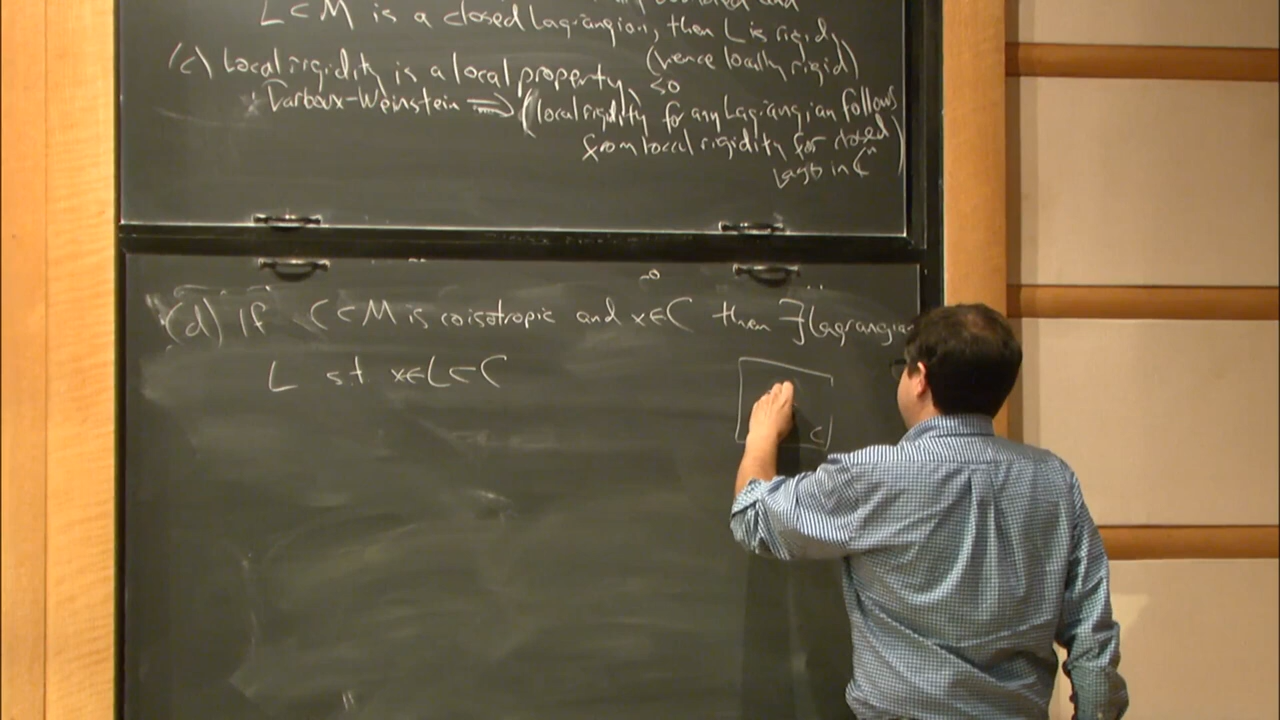 L ⊂ M is a closed Lagrangian, then L is rigid
(hence locally rigid)
(c) Local rigidity is a local property
Darboux-Weinstein ⟹ (local rigidity for any Lagrangian follows
from local rigidity for closed
Lags in ℂⁿ)
(d) If C ⊂ M is coisotropic and x ∈ C then ∃ Lagrangian
L s.t. x ∈ L ⊂ C
C